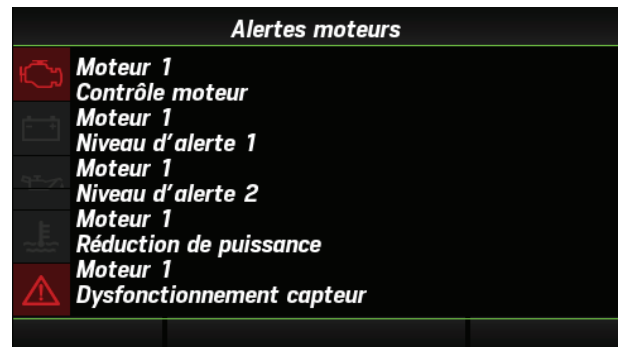 Alertes moteurs
Moteur 1
Contrôle moteur
Moteur 1
Niveau d'alerte 1
Moteur 1
Niveau d'alerte 2
Moteur 1
Réduction de puissance
Moteur 1
Dysfonctionnement capteur